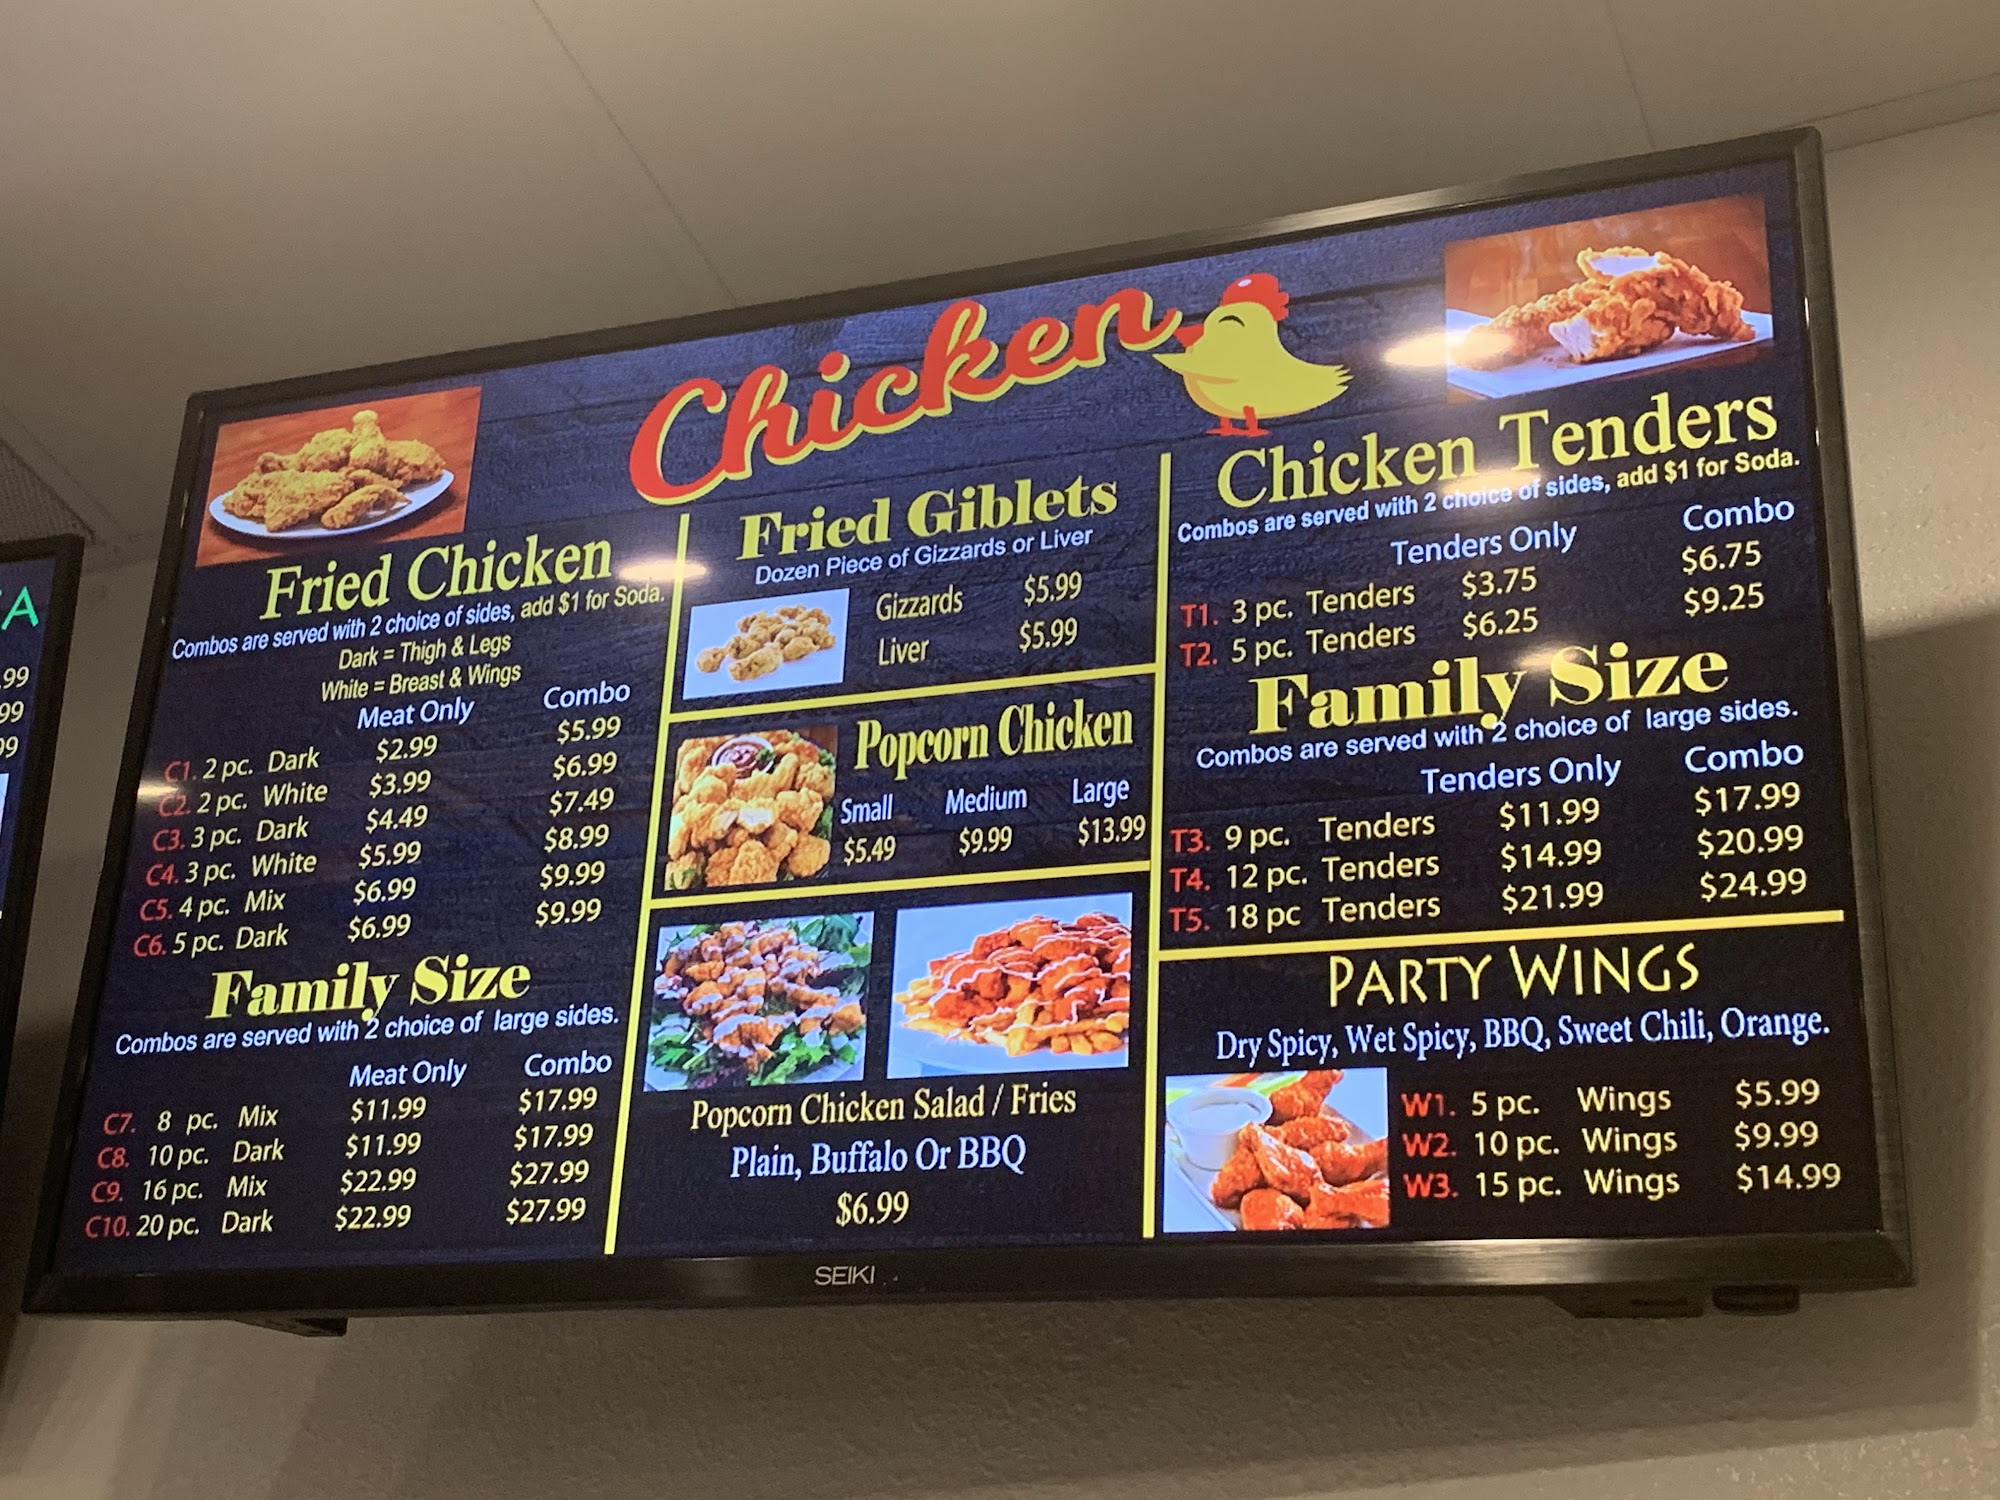 Chicken
Fried Chicken
Combos are served with 2 choice of sides, add $1 for Soda.
Dark = Thigh & Legs
White = Breast & Wings
Meat Only Combo
C1. 2 pc. Dark $2.99 $5.99
C2. 2 pc. White $3.99 $6.99
C3. 3 pc. Dark $4.49 $7.49
C4. 3 pc. White $5.99 $8.99
C5. 4 pc. Mix $6.99 $9.99
C6. 5 pc. Dark $6.99 $9.99
Family Size
Combos are served with 2 choice of large sides.
Meat Only Combo
C7. 8 pc. Mix $11.99 $17.99
C8. 10 pc. Dark $11.99 $17.99
C9. 16 pc. Mix $22.99 $27.99
C10. 20 pc. Dark $22.99 $27.99
Fried Giblets
Dozen Piece of Gizzards or Liver
Gizzards $5.99
Liver $5.99
Popcorn Chicken
Small Medium Large
$5.49 $9.99 $13.99
Popcorn Chicken Salad / Fries
Plain, Buffalo Or BBQ
$6.99
Chicken Tenders
Combos are served with 2 choice of sides, add $1 for Soda.
Tenders Only Combo
T1. 3 pc. Tenders $3.75 $6.75
T2. 5 pc. Tenders $6.25 $9.25
Family Size
Combos are served with 2 choice of large sides.
Tenders Only Combo
T3. 9 pc. Tenders $11.99 $17.99
T4. 12 pc. Tenders $14.99 $20.99
T5. 18 pc Tenders $21.99 $24.99
PARTY WINGS
Dry Spicy, Wet Spicy, BBQ, Sweet Chili, Orange.
W1. 5 pc. Wings $5.99
W2. 10 pc. Wings $9.99
W3. 15 pc. Wings $14.99
SEIKI